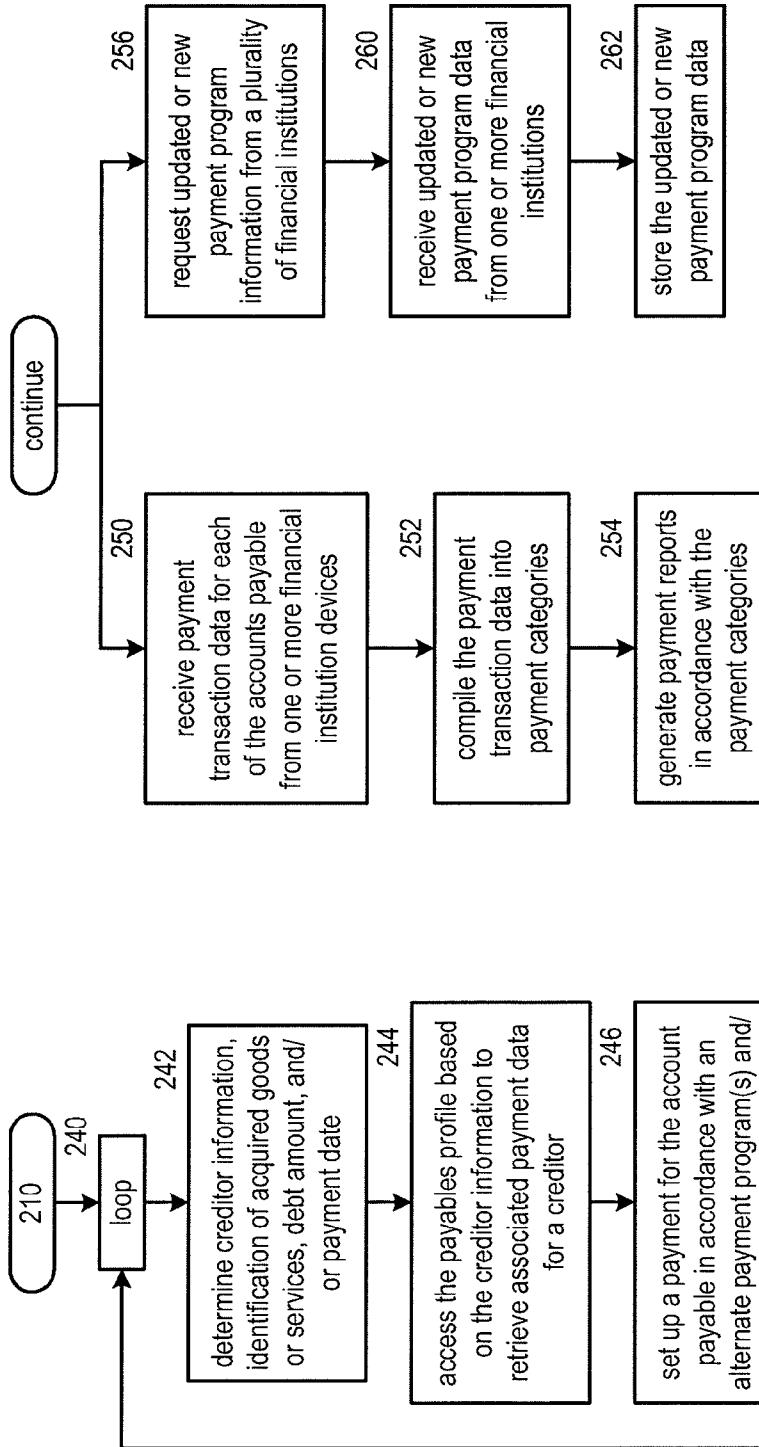 210
240
loop
242
determine creditor information,
identification of acquired goods
or services, debt amount, and/
or payment date
244
access the payables profile based
on the creditor information to
retrieve associated payment data
for a creditor
246
set up a payment for the account
payable in accordance with an
alternate payment program(s) and/
continue
250
receive payment
transaction data for each
of the accounts payable
from one or more financial
institution devices
252
compile the payment
transaction data into
payment categories
254
generate payment reports
in accordance with the
payment categories
256
request updated or new
payment program
information from a plurality
of financial institutions
260
receive updated or new
payment program data
from one or more financial
institutions
262
store the updated or new
payment program data